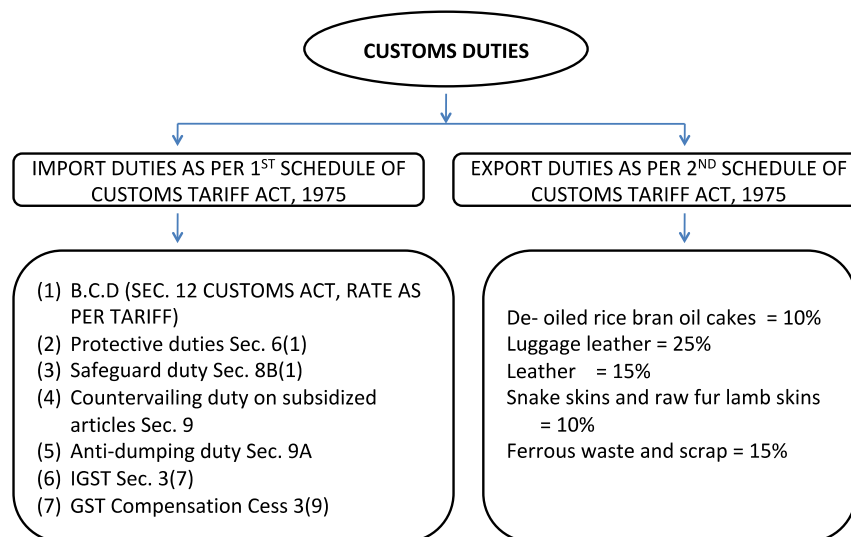 CUSTOMS DUTIES
IMPORT DUTIES AS PER 1ST SCHEDULE OF
CUSTOMS TARIFF ACT, 1975
EXPORT DUTIES AS PER 2ND SCHEDULE OF
CUSTOMS TARIFF ACT, 1975
(1) B.C.D (SEC. 12 CUSTOMS ACT, RATE AS
PER TARIFF)
(2) Protective duties Sec. 6(1)
(3) Safeguard duty Sec. 8B(1)
(4) Countervailing duty on subsidized
articles Sec. 9
(5) Anti-dumping duty Sec. 9A
(6) IGST Sec. 3(7)
(7) GST Compensation Cess 3(9)
De- oiled rice bran oil cakes = 10%
Luggage leather = 25%
Leather = 15%
Snake skins and raw fur lamb skins
= 10%
Ferrous waste and scrap = 15%